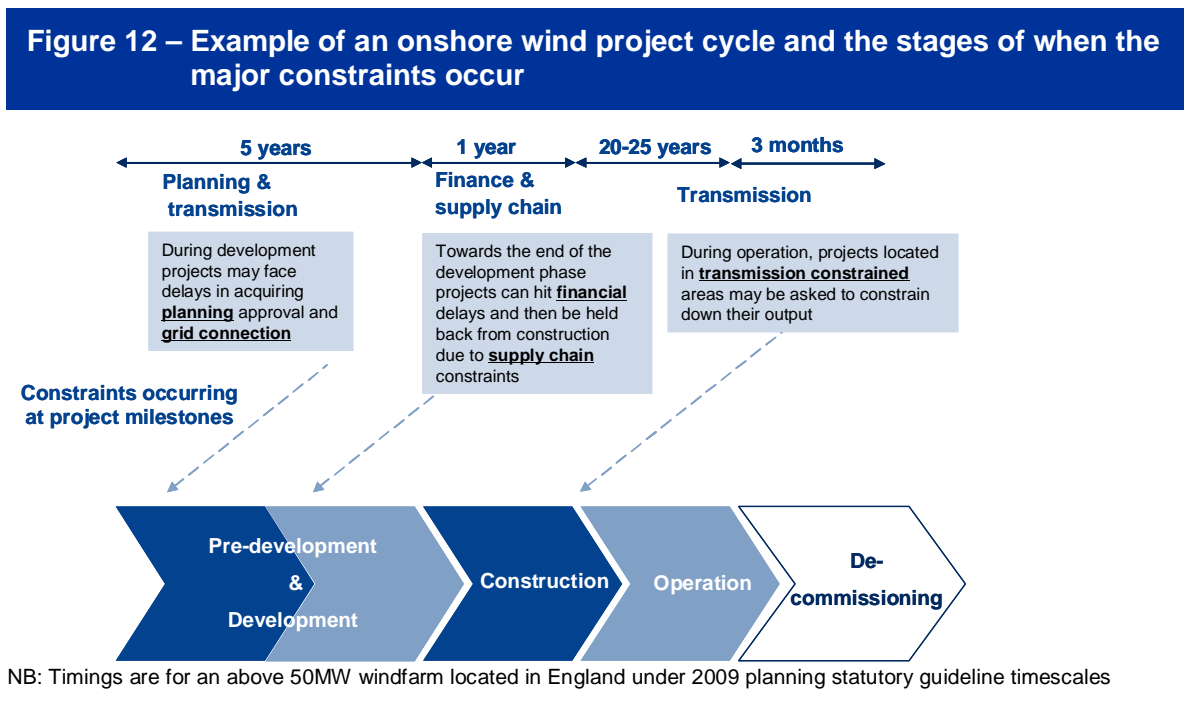 Figure 12 – Example of an onshore wind project cycle and the stages of when the
major constraints occur
5 years
1 year
20-25 years
3 months
Planning &
transmission
Finance &
supply chain
Transmission
During development
projects may face
delays in acquiring
planning approval and
grid connection
Towards the end of the
development phase
projects can hit financial
delays and then be held
back from construction
due to supply chain
constraints
During operation, projects located
in transmission constrained
areas may be asked to constrain
down their output
Constraints occurring
at project milestones
Pre-development
&
Development
Construction
Operation
De-
commissioning
NB: Timings are for an above 50MW windfarm located in England under 2009 planning statutory guideline timescales